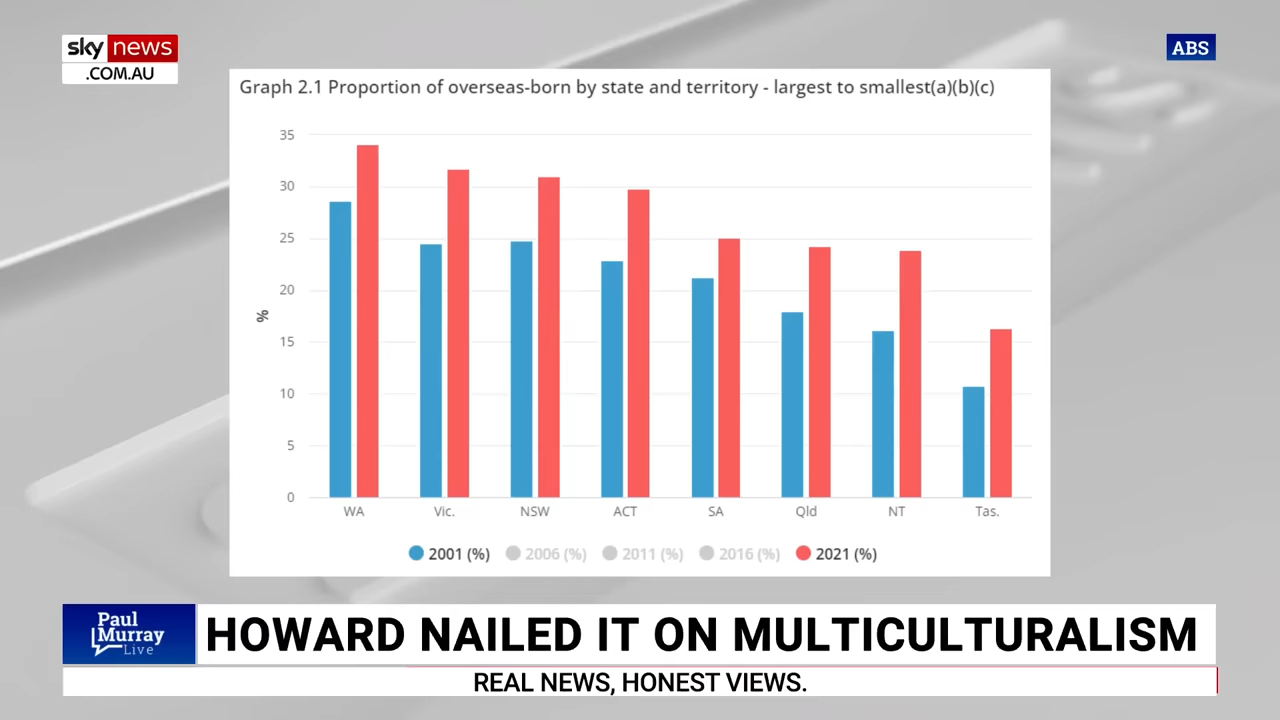 sky news
.COM.AU
ABS
Graph 2.1 Proportion of overseas-born by state and territory - largest to smallest(a)(b)(c)
35
30
25
20
15
10
5
0
%
WA Vic. NSW ACT SA Qld NT Tas.
2001 (%) 2006 (%) 2011 (%) 2016 (%) 2021 (%)
Paul
Murray
Live
HOWARD NAILED IT ON MULTICULTURALISM
REAL NEWS, HONEST VIEWS.